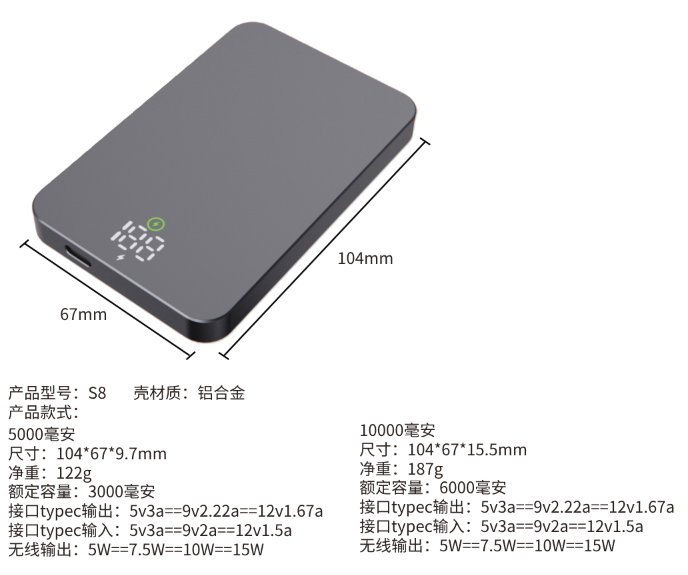 188
104mm
67mm
产品型号：S8 壳材质：铝合金
产品款式：
5000毫安
尺寸：104*67*9.7mm
净重：122g
额定容量：3000毫安
接口typec输出：5v3a==9v2.22a==12v1.67a
接口typec输入：5v3a==9v2a==12v1.5a
无线输出：5W==7.5W==10W==15W
10000毫安
尺寸：104*67*15.5mm
净重：187g
额定容量：6000毫安
接口typec输出：5v3a==9v2.22a==12v1.67a
接口typec输入：5v3a==9v2a==12v1.5a
无线输出：5W==7.5W==10W==15W